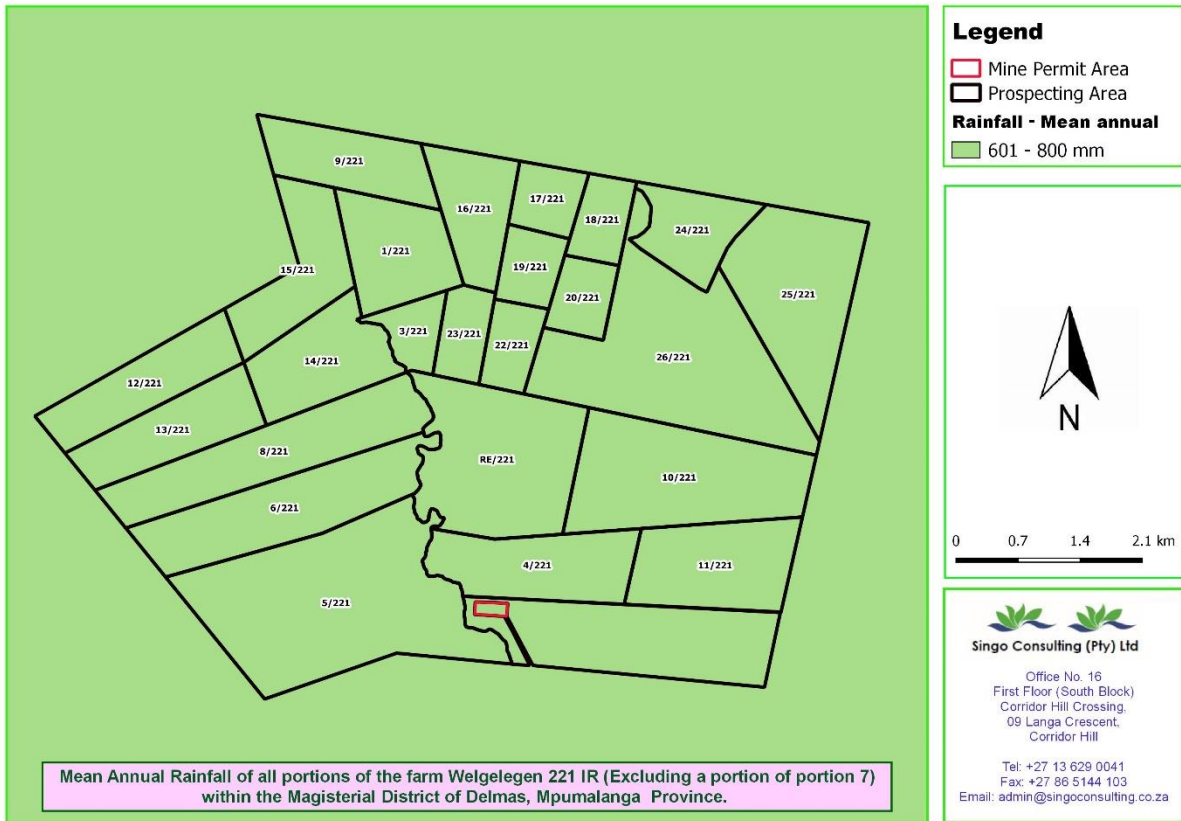 9/221
16/221
17/221
18/221
24/221
1/221
19/221
15/221
20/221
25/221
3/221
23/221
22/221
26/221
14/221
12/221
13/221
8/221
RE/221
10/221
6/221
4/221
11/221
5/221
Mean Annual Rainfall of all portions of the farm Welgelegen 221 IR (Excluding a portion of portion 7)
within the Magisterial District of Delmas, Mpumalanga Province.
Legend
Mine Permit Area
Prospecting Area
Rainfall - Mean annual
601 - 800 mm
N
0 0.7 1.4 2.1 km
Singo Consulting (Pty) Ltd
Office No. 16
First Floor (South Block)
Corridor Hill Crossing,
09 Langa Crescent,
Corridor Hill
Tel: +27 13 629 0041
Fax: +27 86 5144 103
Email: admin@singoconsulting.co.za